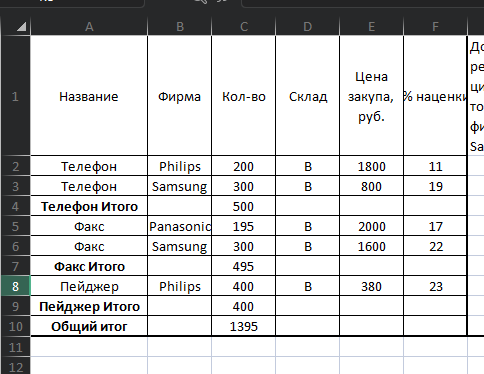 A B C D E F G
1 Название Фирма Кол-во Склад Цена закупа, руб. % наценки До ре ци то фи Sa
2 Телефон Philips 200 B 1800 11
3 Телефон Samsung 300 B 800 19
4 Телефон Итого 500
5 Факс Panasonic 195 B 2000 17
6 Факс Samsung 300 B 1600 22
7 Факс Итого 495
8 Пейджер Philips 400 B 380 23
9 Пейджер Итого 400
10 Общий итог 1395
11
12